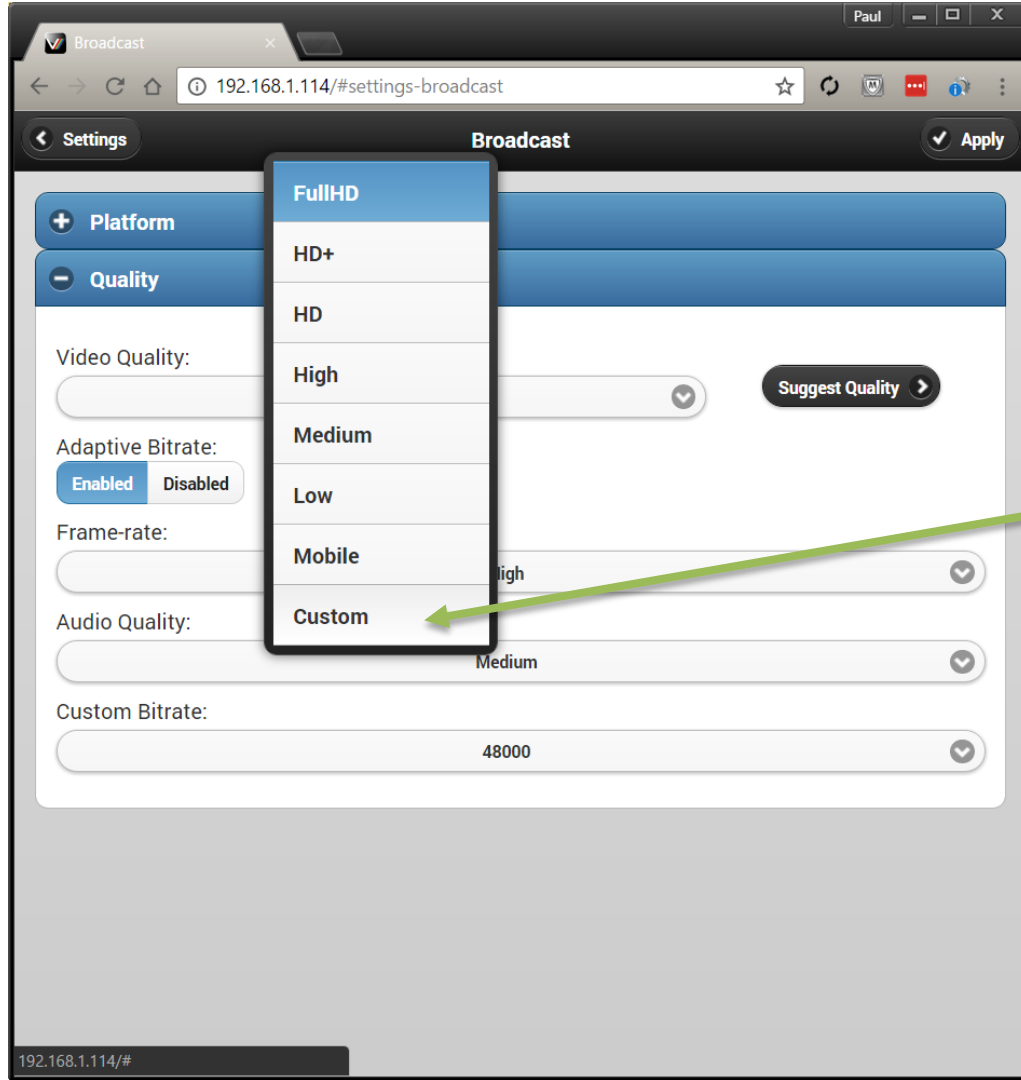 Paul
Broadcast
192.168.1.114/#settings-broadcast
Settings
Broadcast
Apply
FullHD
HD+
HD
High
Medium
Low
Mobile
Custom
Platform
Quality
Video Quality:
Suggest Quality
Adaptive Bitrate:
Enabled Disabled
Frame-rate:
Audio Quality:
Medium
Custom Bitrate:
48000
192.168.1.114/#